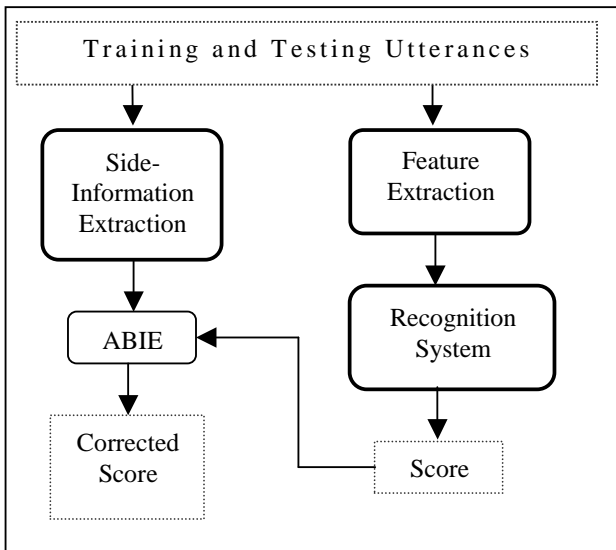 Training and Testing Utterances
Side-
Information
Extraction
Feature
Extraction
ABIE
Recognition
System
Corrected
Score
Score